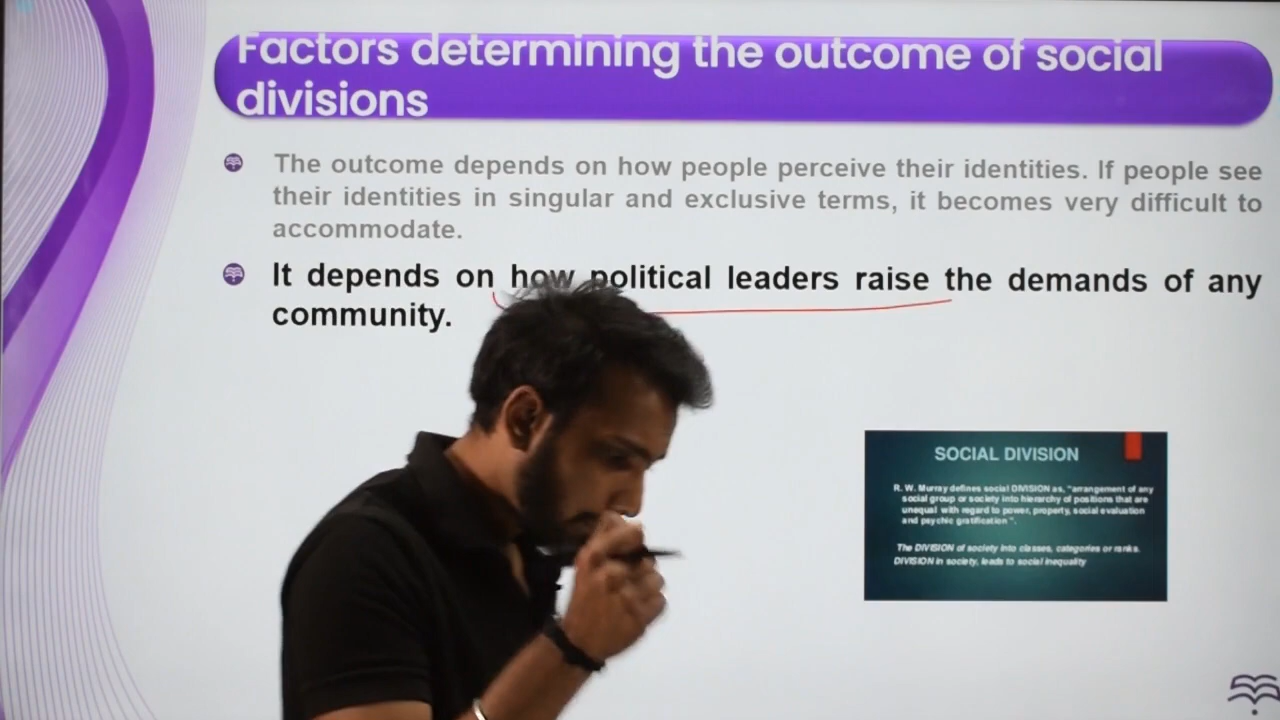 Factors determining the outcome of social
divisions
The outcome depends on how people perceive their identities. If people see
their identities in singular and exclusive terms, it becomes very difficult to
accommodate.
It depends on how political leaders raise the demands of any
community.
SOCIAL DIVISION
R. W. Murray defines social DIVISION as, "arrangement of any
social group or society into hierarchy of positions that are
unequal with regard to power, property, social evaluation
and psychic gratification".
The DIVISION of society into classes, categories or ranks.
DIVISION in society, leads to social inequality